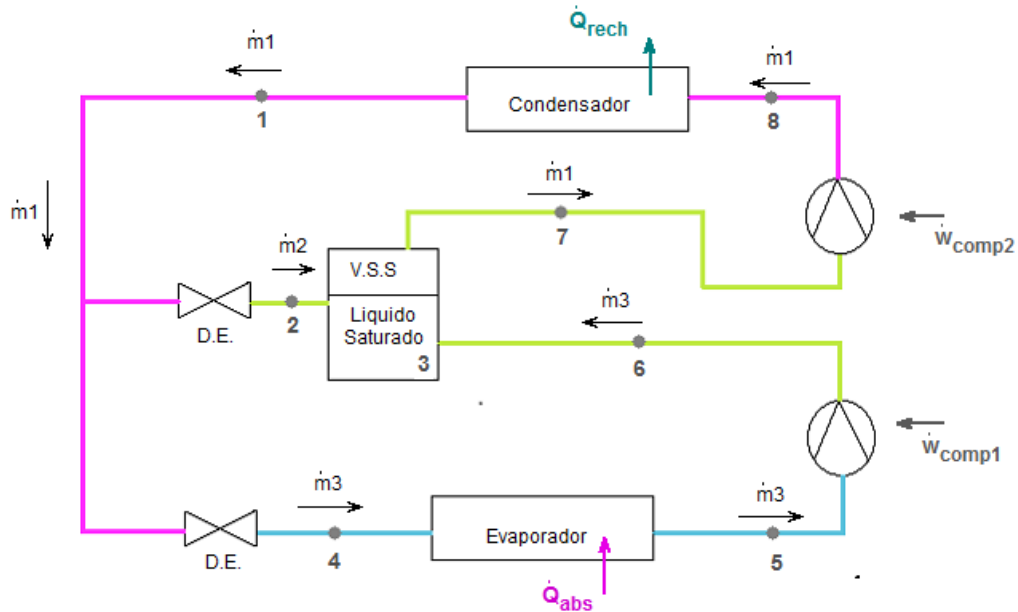 Q̇rech
ṁ1
ṁ1
Condensador
1
8
ṁ1
ṁ1
7
Ẇcomp2
ṁ2
V.S.S
ṁ3
Liquido
Saturado
2
D.E.
3
6
Ẇcomp1
ṁ3
ṁ3
Evaporador
4
5
D.E.
Q̇abs